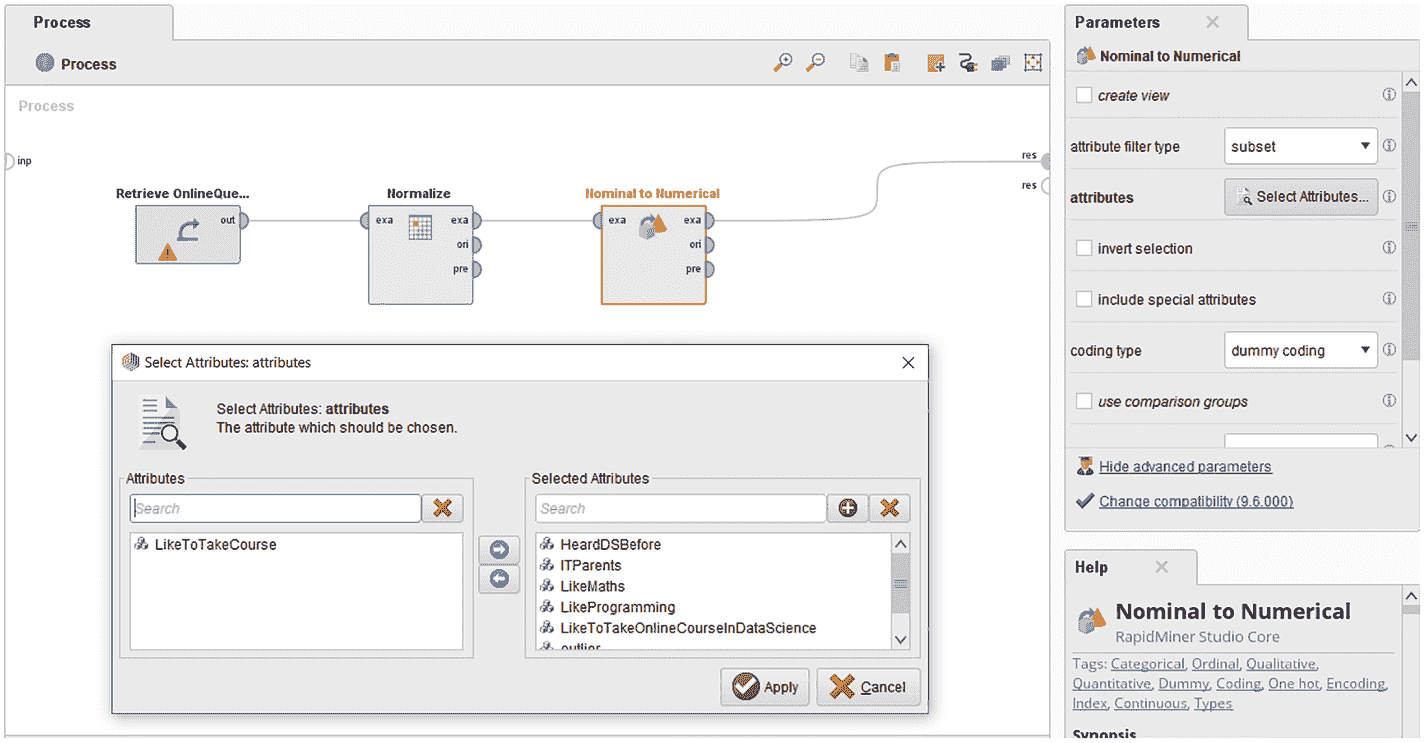 Process
Process
Process
inp
Retrieve OnlineQue...
out
Normalize
exa
exa
ori
pre
Nominal to Numerical
exa
exa
ori
pre
res
res
Select Attributes: attributes
Select Attributes: attributes
The attribute which should be chosen.
Attributes
Search
LikeToTakeCourse
Selected Attributes
Search
HeardDSBefore
ITParents
LikeMaths
LikeProgramming
LikeToTakeOnlineCourseInDataScience
outlier
Apply
Cancel
Parameters
Nominal to Numerical
create view
attribute filter type
subset
attributes
Select Attributes...
invert selection
include special attributes
coding type
dummy coding
use comparison groups
Hide advanced parameters
Change compatibility (9.6.000)
Help
Nominal to Numerical
RapidMiner Studio Core
Tags: Categorical, Ordinal, Qualitative,
Quantitative, Dummy, Coding, One hot, Encoding,
Index, Continuous, Types
Synopsis